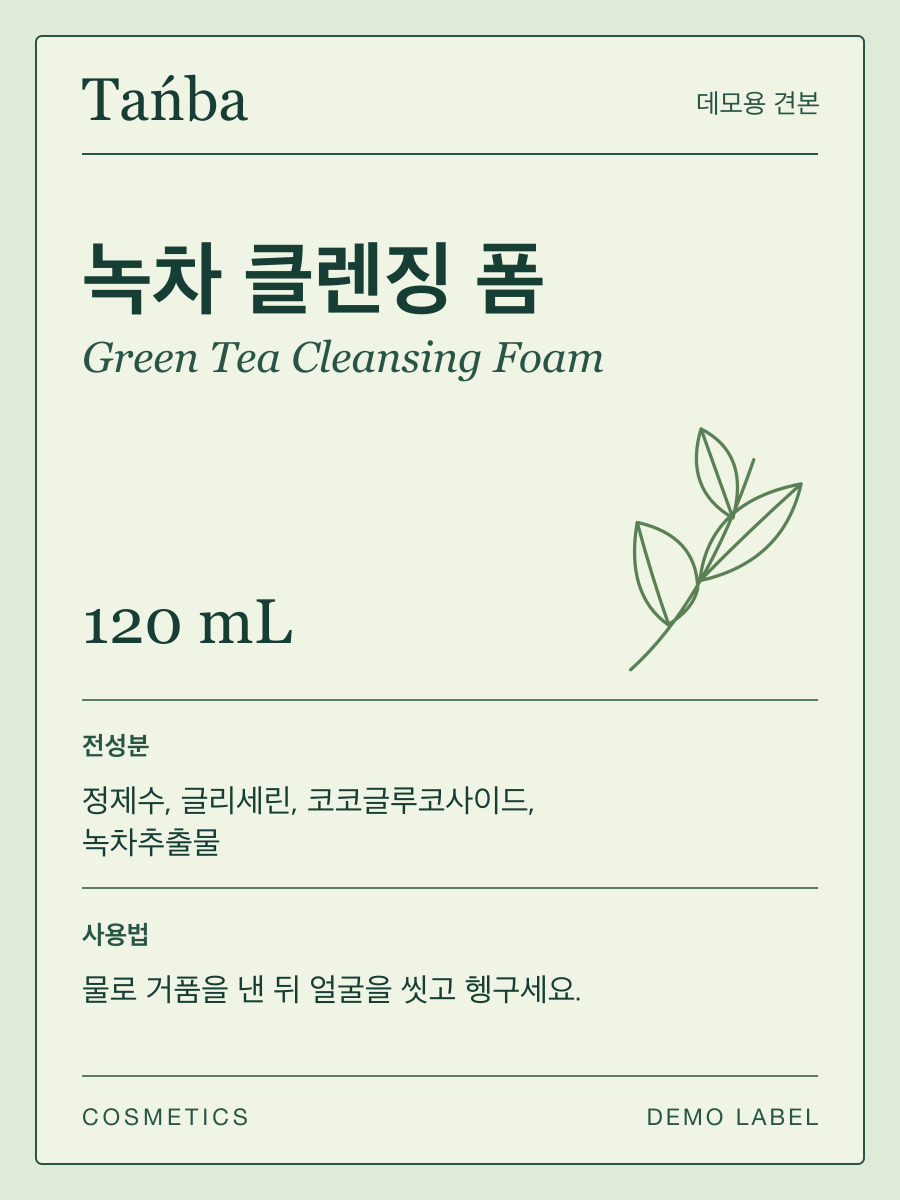 Tańba
데모용 견본
녹차 클렌징 폼
Green Tea Cleansing Foam
120 mL
전성분
정제수, 글리세린, 코코글루코사이드,
녹차추출물
사용법
물로 거품을 낸 뒤 얼굴을 씻고 헹구세요.
COSMETICS
DEMO LABEL